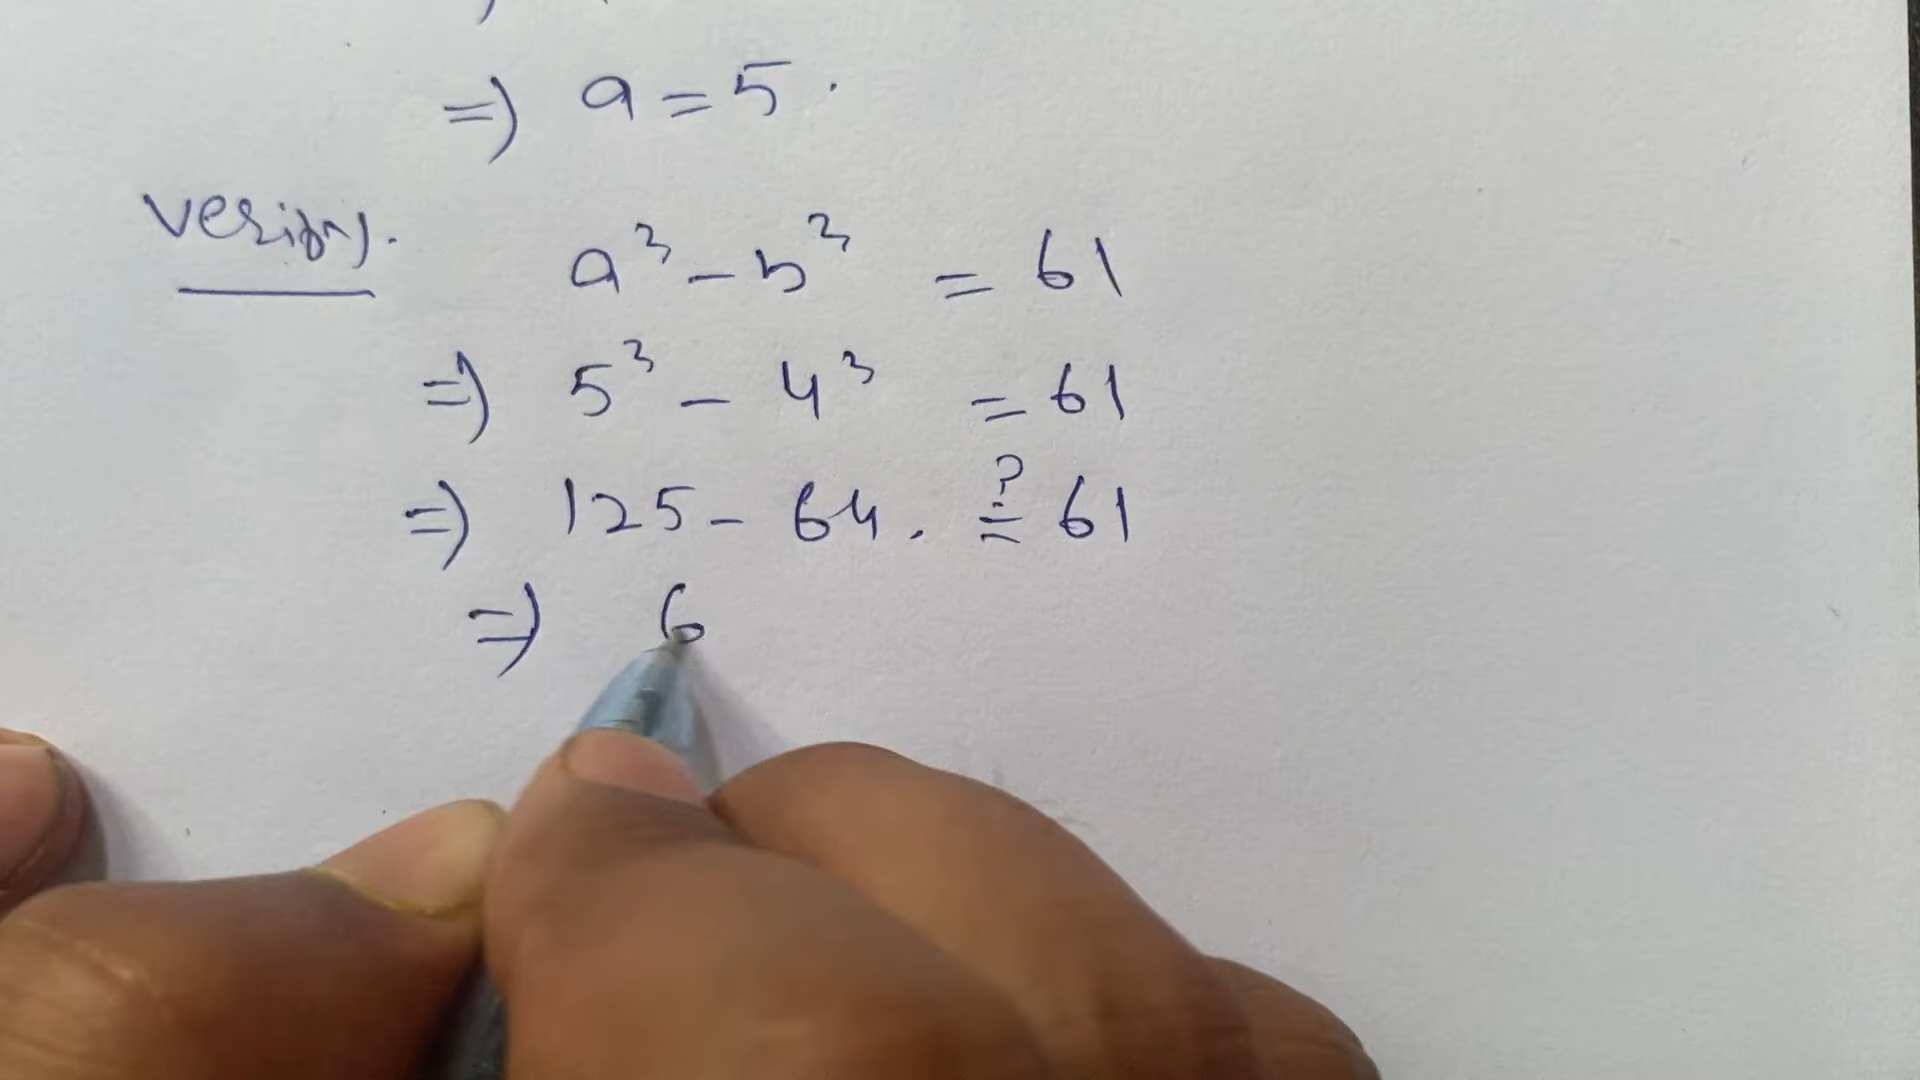 => a = 5.
Verify.
a³ - b³ = 61
=> 5³ - 4³ = 61
=> 125 - 64. ?= 61
=> 6